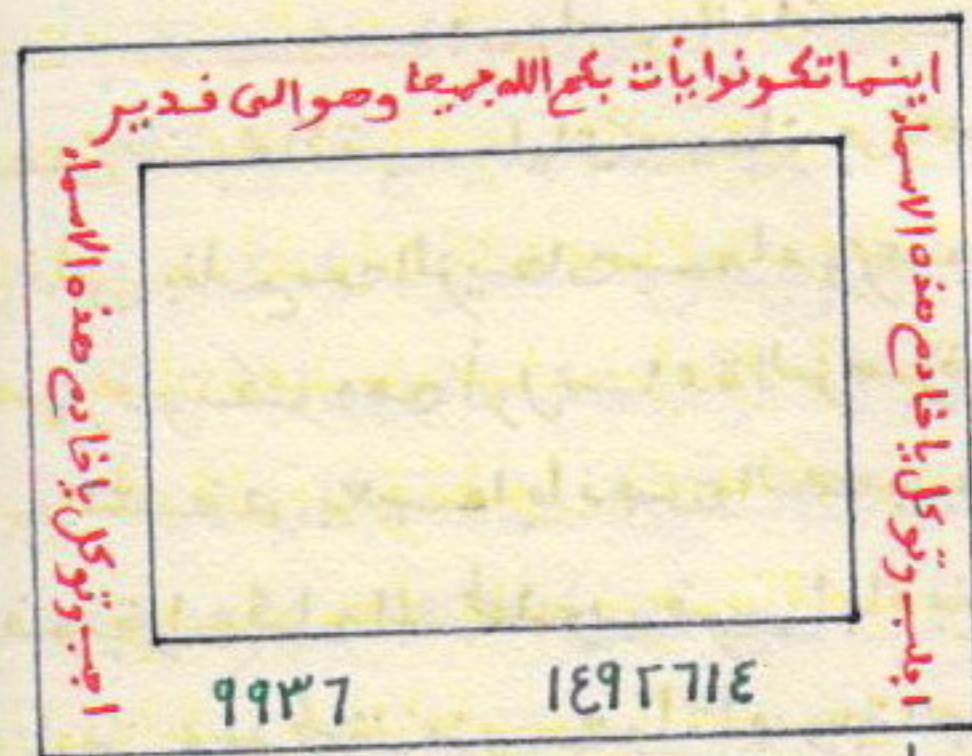 اينما تكونوا يأت بكم الله جميعا وهو الى قدير
اجلب وتوكل يا خادم هذه الاسماء
اجب وتوكل يا خادم هذه الاسماء
٩٩٣٦ ١٤٩٢٦١٤